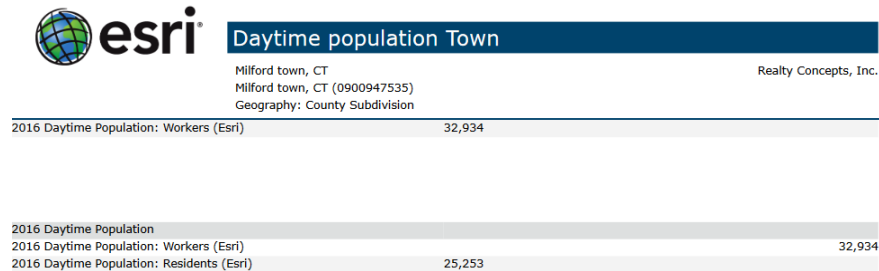 esri
Daytime population Town
Milford town, CT
Realty Concepts, Inc.
Milford town, CT (0900947535)
Geography: County Subdivision
2016 Daytime Population: Workers (Esri) 32,934
2016 Daytime Population
2016 Daytime Population: Workers (Esri) 32,934
2016 Daytime Population: Residents (Esri) 25,253